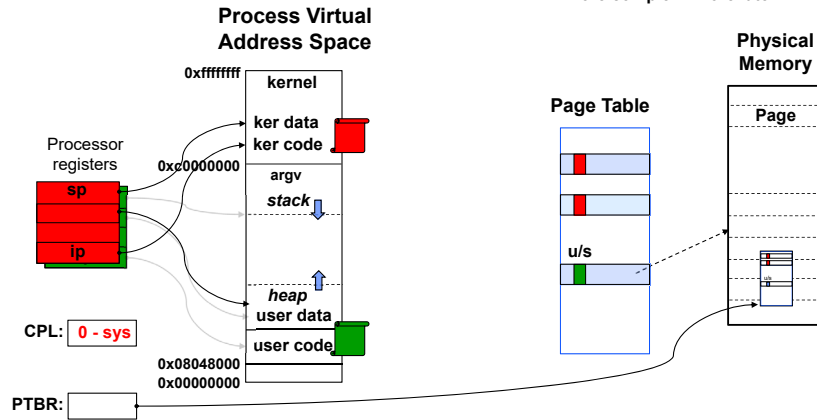 Process Virtual
Address Space
Physical
Memory
0xffffffff
kernel
Page Table
Page
ker data
ker code
Processor
registers
0xc0000000
argv
sp
stack
u/s
ip
heap
user data
u/s
CPL:
0 - sys
user code
0x08048000
0x00000000
PTBR: